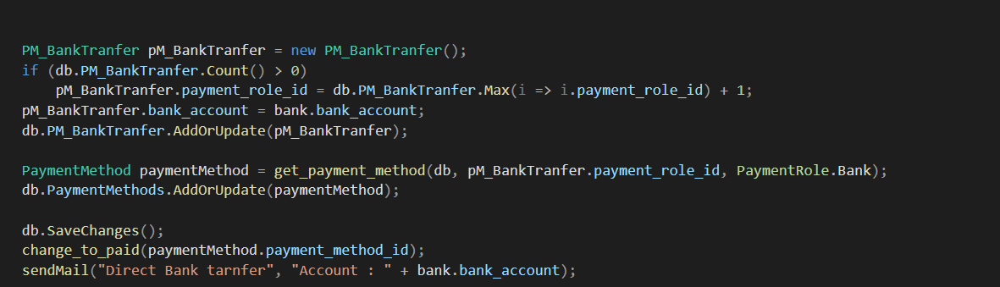 PM_BankTranfer pM_BankTranfer = new PM_BankTranfer();
if (db.PM_BankTranfer.Count() > 0)
    pM_BankTranfer.payment_role_id = db.PM_BankTranfer.Max(i => i.payment_role_id) + 1;
pM_BankTranfer.bank_account = bank.bank_account;
db.PM_BankTranfer.AddOrUpdate(pM_BankTranfer);

PaymentMethod paymentMethod = get_payment_method(db, pM_BankTranfer.payment_role_id, PaymentRole.Bank);
db.PaymentMethods.AddOrUpdate(paymentMethod);

db.SaveChanges();
change_to_paid(paymentMethod.payment_method_id);
sendMail("Direct Bank tarnfer", "Account : " + bank.bank_account);